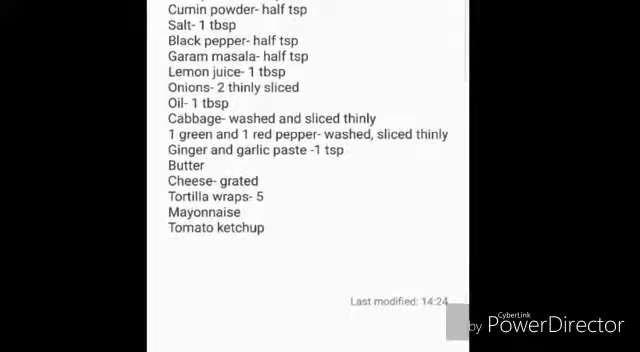 Cumin powder- half tsp
Salt- 1 tbsp
Black pepper- half tsp
Garam masala- half tsp
Lemon juice- 1 tbsp
Onions- 2 thinly sliced
Oil- 1 tbsp
Cabbage- washed and sliced thinly
1 green and 1 red pepper- washed, sliced thinly
Ginger and garlic paste -1 tsp
Butter
Cheese- grated
Tortilla wraps- 5
Mayonnaise
Tomato ketchup
Last modified: 14:24
CyberLink
by PowerDirector